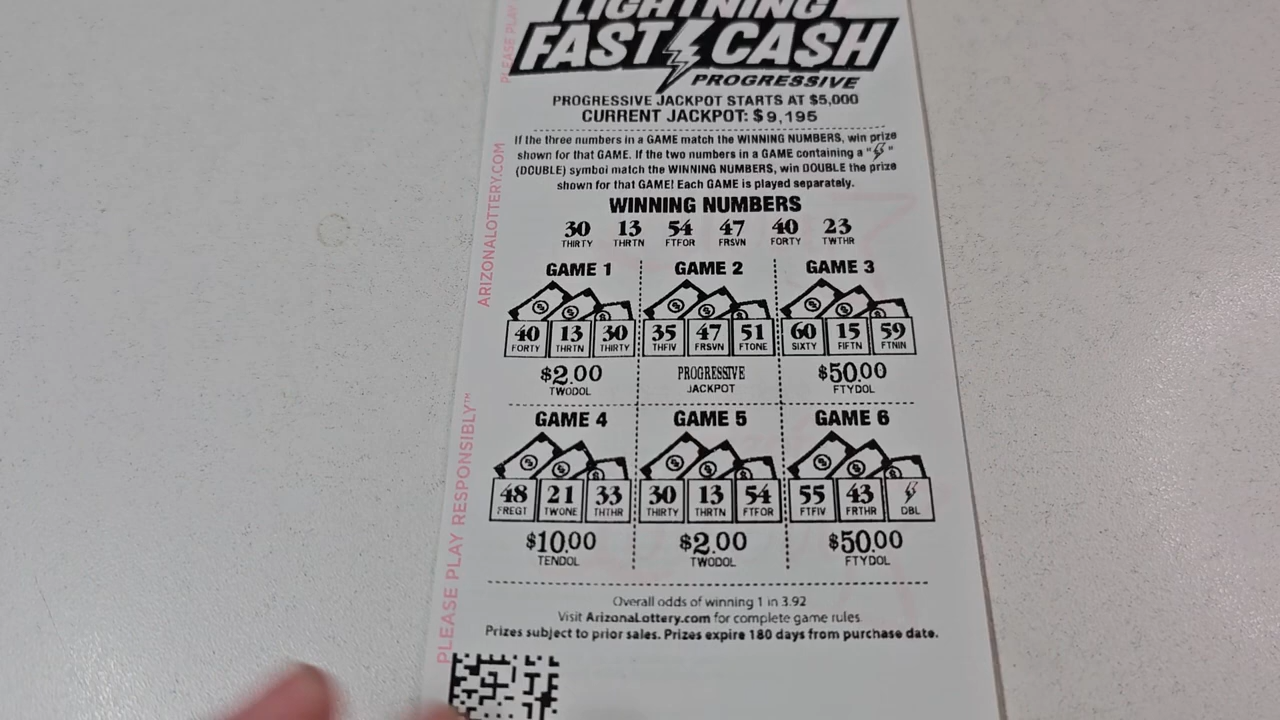 LIGHTNING
FAST CA$H
PROGRESSIVE
PROGRESSIVE JACKPOT STARTS AT $5,000
CURRENT JACKPOT: $9,195
If the three numbers in a GAME match the WINNING NUMBERS, win prize
shown for that GAME. If the two numbers in a GAME containing a " "
(DOUBLE) symbol match the WINNING NUMBERS, win DOUBLE the prize
shown for that GAME! Each GAME is played separately.
WINNING NUMBERS
30 13 54 47 40 23
THIRTY THRTN FTFOR FRSVN FORTY TWTHR
GAME 1 GAME 2 GAME 3
40 13 30 35 47 51 60 15 59
FORTY THRTN THIRTY THFIV FRSVN FTONE SIXTY FIFTN FTNIN
$2.00 PROGRESSIVE $50.00
TWODOL JACKPOT FTYDOL
GAME 4 GAME 5 GAME 6
48 21 33 30 13 54 55 43
FREGT TWONE THTHR THIRTY THRTN FTFOR FTFIV FRTHR DBL
$10.00 $2.00 $50.00
TENDOL TWODOL FTYDOL
Overall odds of winning 1 in 3.92
Visit ArizonaLottery.com for complete game rules.
Prizes subject to prior sales. Prizes expire 180 days from purchase date.
PLEASE PLAY
ARIZONALOTTERY.COM
PLEASE PLAY RESPONSIBLY™